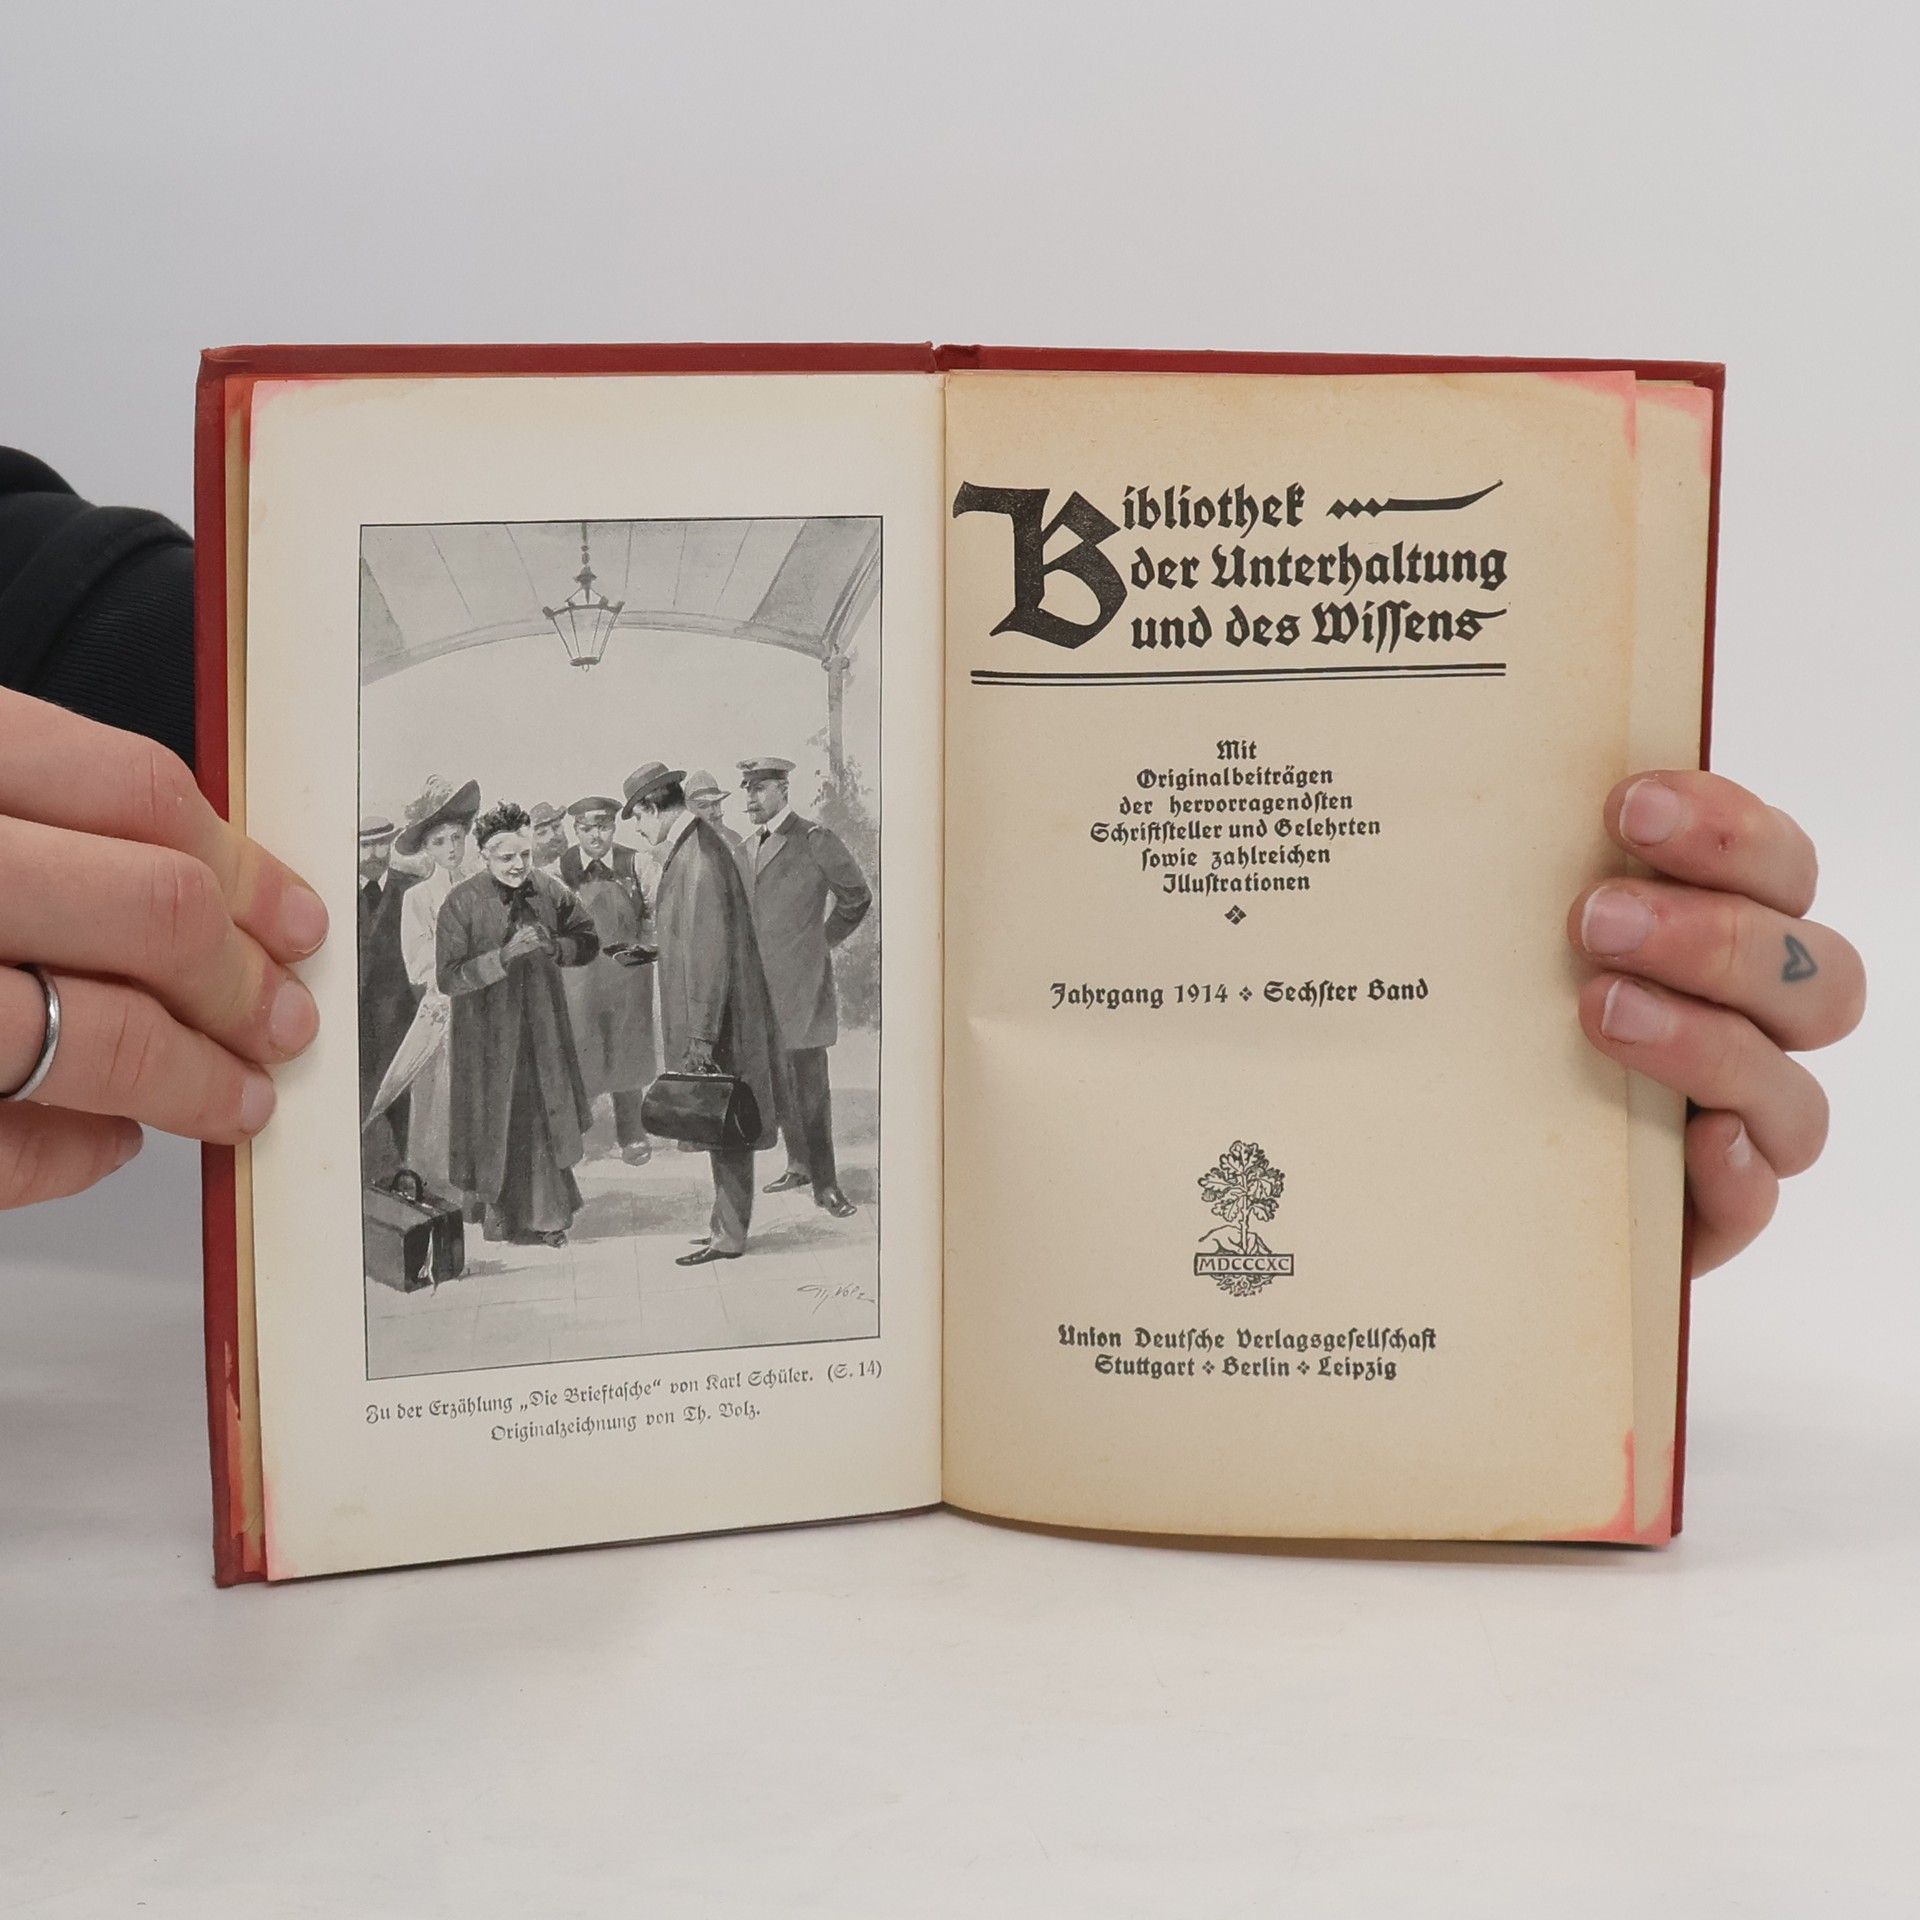 Zu der Erzählung „Die Brieftasche“ von Karl Schüler. (S. 14)
Originalzeichnung von Th. Volz.
Bibliothek
der Unterhaltung
und des Wiſſens
Mit
Originalbeiträgen
der hervorragendſten
Schriftſteller und Gelehrten
ſowie zahlreichen
Illuſtrationen
Jahrgang 1914 ❖ Sechſter Band
MDCCCXC
Union Deutſche Verlagsgeſellſchaft
Stuttgart ❖ Berlin ❖ Leipzig